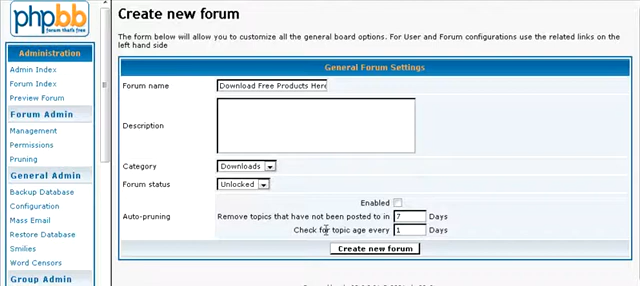 phpBB
forum that's free
Create new forum
The form below will allow you to customize all the general board options. For User and Forum configurations use the related links on
the left hand side
Administration
Admin Index
Forum Index
Preview Forum
Forum Admin
Management
Permissions
Pruning
General Admin
Backup Database
Configuration
Mass Email
Restore Database
Smilies
Word Censors
Group Admin
General Forum Settings
Forum name
Download Free Products Here
Description
Category
Downloads
Forum status
Unlocked
Auto-pruning
Enabled
Remove topics that have not been posted to in 7 Days
Check for topic age every 1 Days
Create new forum